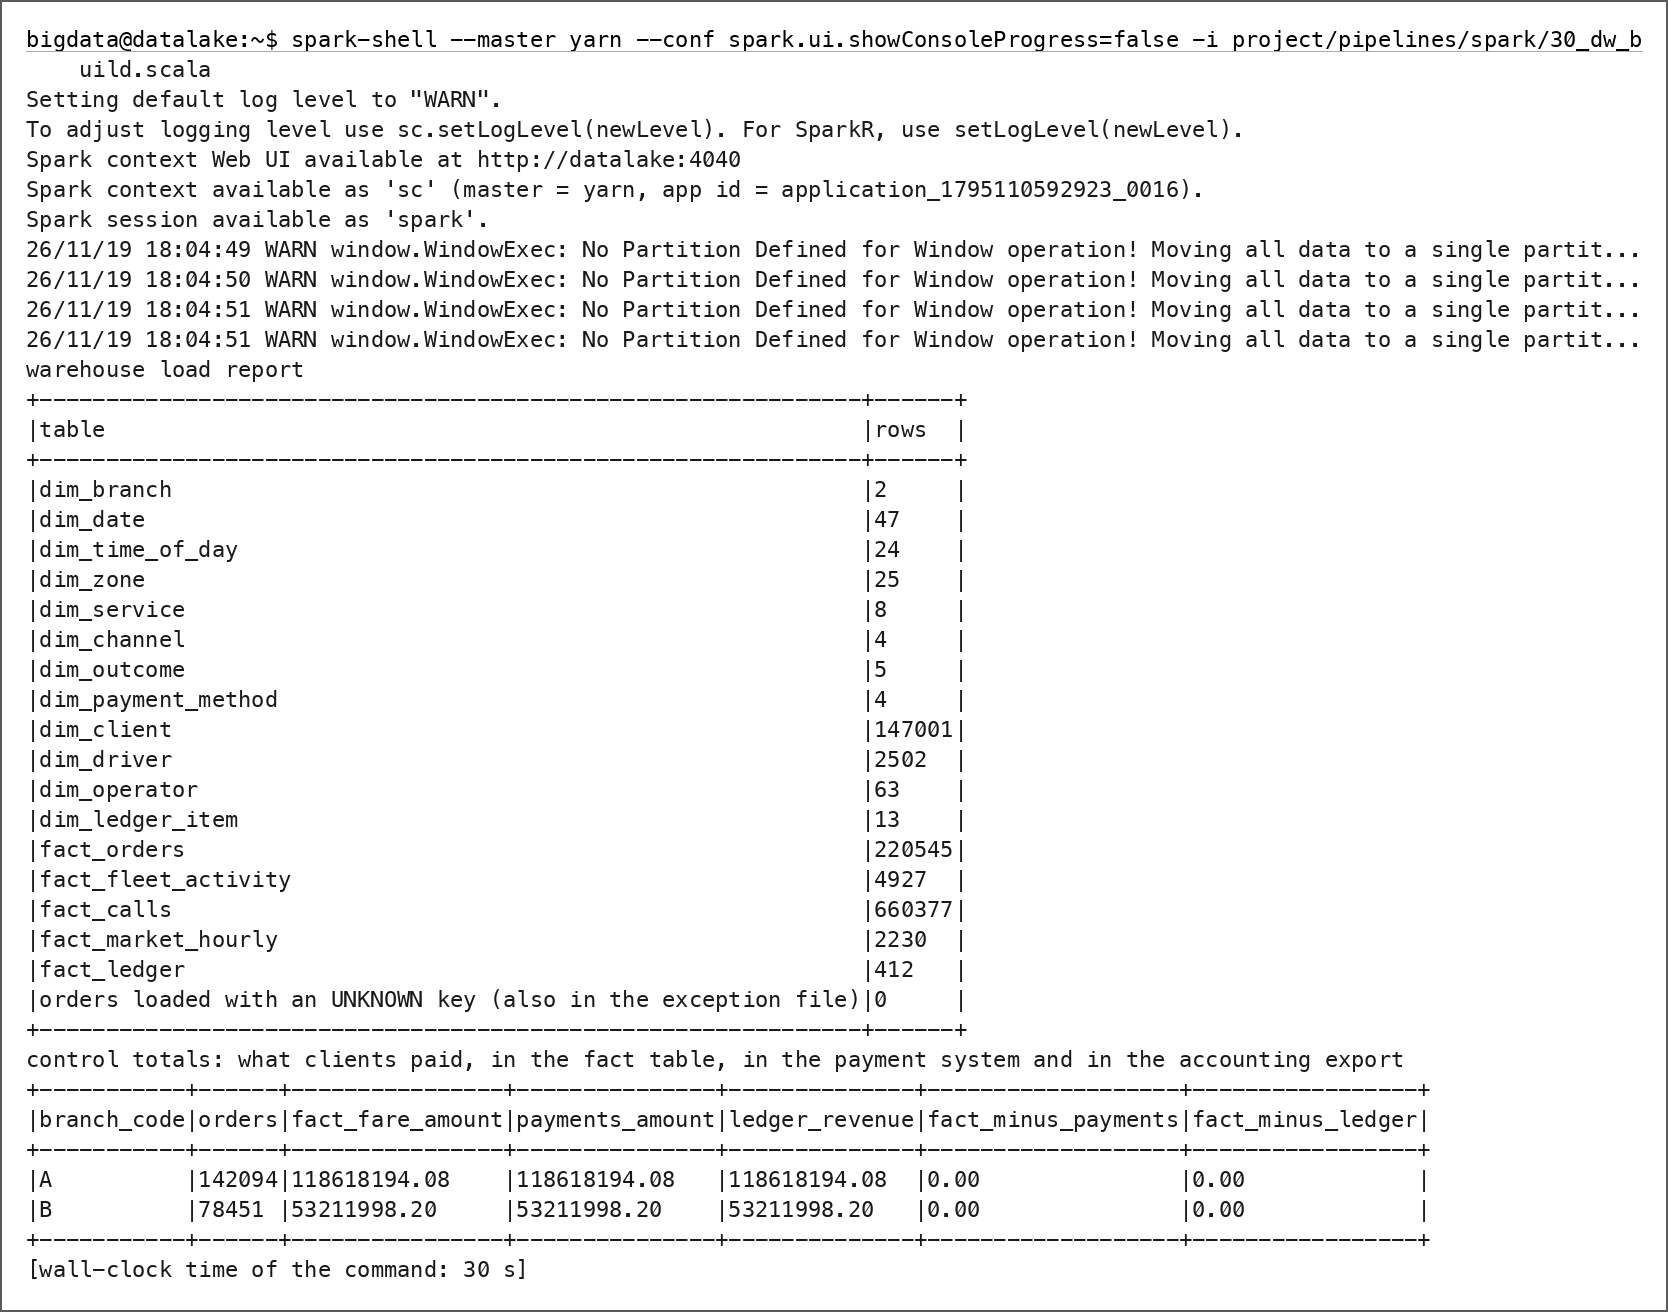 bigdata@datalake:~$ spark-shell --master yarn --conf spark.ui.showConsoleProgress=false -i project/pipelines/spark/30_dw_b
    uild.scala
Setting default log level to "WARN".
To adjust logging level use sc.setLogLevel(newLevel). For SparkR, use setLogLevel(newLevel).
Spark context Web UI available at http://datalake:4040
Spark context available as 'sc' (master = yarn, app id = application_1795110592923_0016).
Spark session available as 'spark'.
26/11/19 18:04:49 WARN window.WindowExec: No Partition Defined for Window operation! Moving all data to a single partit...
26/11/19 18:04:50 WARN window.WindowExec: No Partition Defined for Window operation! Moving all data to a single partit...
26/11/19 18:04:51 WARN window.WindowExec: No Partition Defined for Window operation! Moving all data to a single partit...
26/11/19 18:04:51 WARN window.WindowExec: No Partition Defined for Window operation! Moving all data to a single partit...
warehouse load report
+--------------------------------------------------------------+------+
|table                                                         |rows  |
+--------------------------------------------------------------+------+
|dim_branch                                                    |2     |
|dim_date                                                      |47    |
|dim_time_of_day                                               |24    |
|dim_zone                                                      |25    |
|dim_service                                                   |8     |
|dim_channel                                                   |4     |
|dim_outcome                                                   |5     |
|dim_payment_method                                            |4     |
|dim_client                                                    |147001|
|dim_driver                                                    |2502  |
|dim_operator                                                  |63    |
|dim_ledger_item                                               |13    |
|fact_orders                                                   |220545|
|fact_fleet_activity                                           |4927  |
|fact_calls                                                    |660377|
|fact_market_hourly                                            |2230  |
|fact_ledger                                                   |412   |
|orders loaded with an UNKNOWN key (also in the exception file)|0     |
+--------------------------------------------------------------+------+
control totals: what clients paid, in the fact table, in the payment system and in the accounting export
+-----------+------+----------------+---------------+--------------+-------------------+-----------------+
|branch_code|orders|fact_fare_amount|payments_amount|ledger_revenue|fact_minus_payments|fact_minus_ledger|
+-----------+------+----------------+---------------+--------------+-------------------+-----------------+
|A          |142094|118618194.08    |118618194.08   |118618194.08  |0.00               |0.00             |
|B          |78451 |53211998.20     |53211998.20    |53211998.20   |0.00               |0.00             |
+-----------+------+----------------+---------------+--------------+-------------------+-----------------+
[wall-clock time of the command: 30 s]